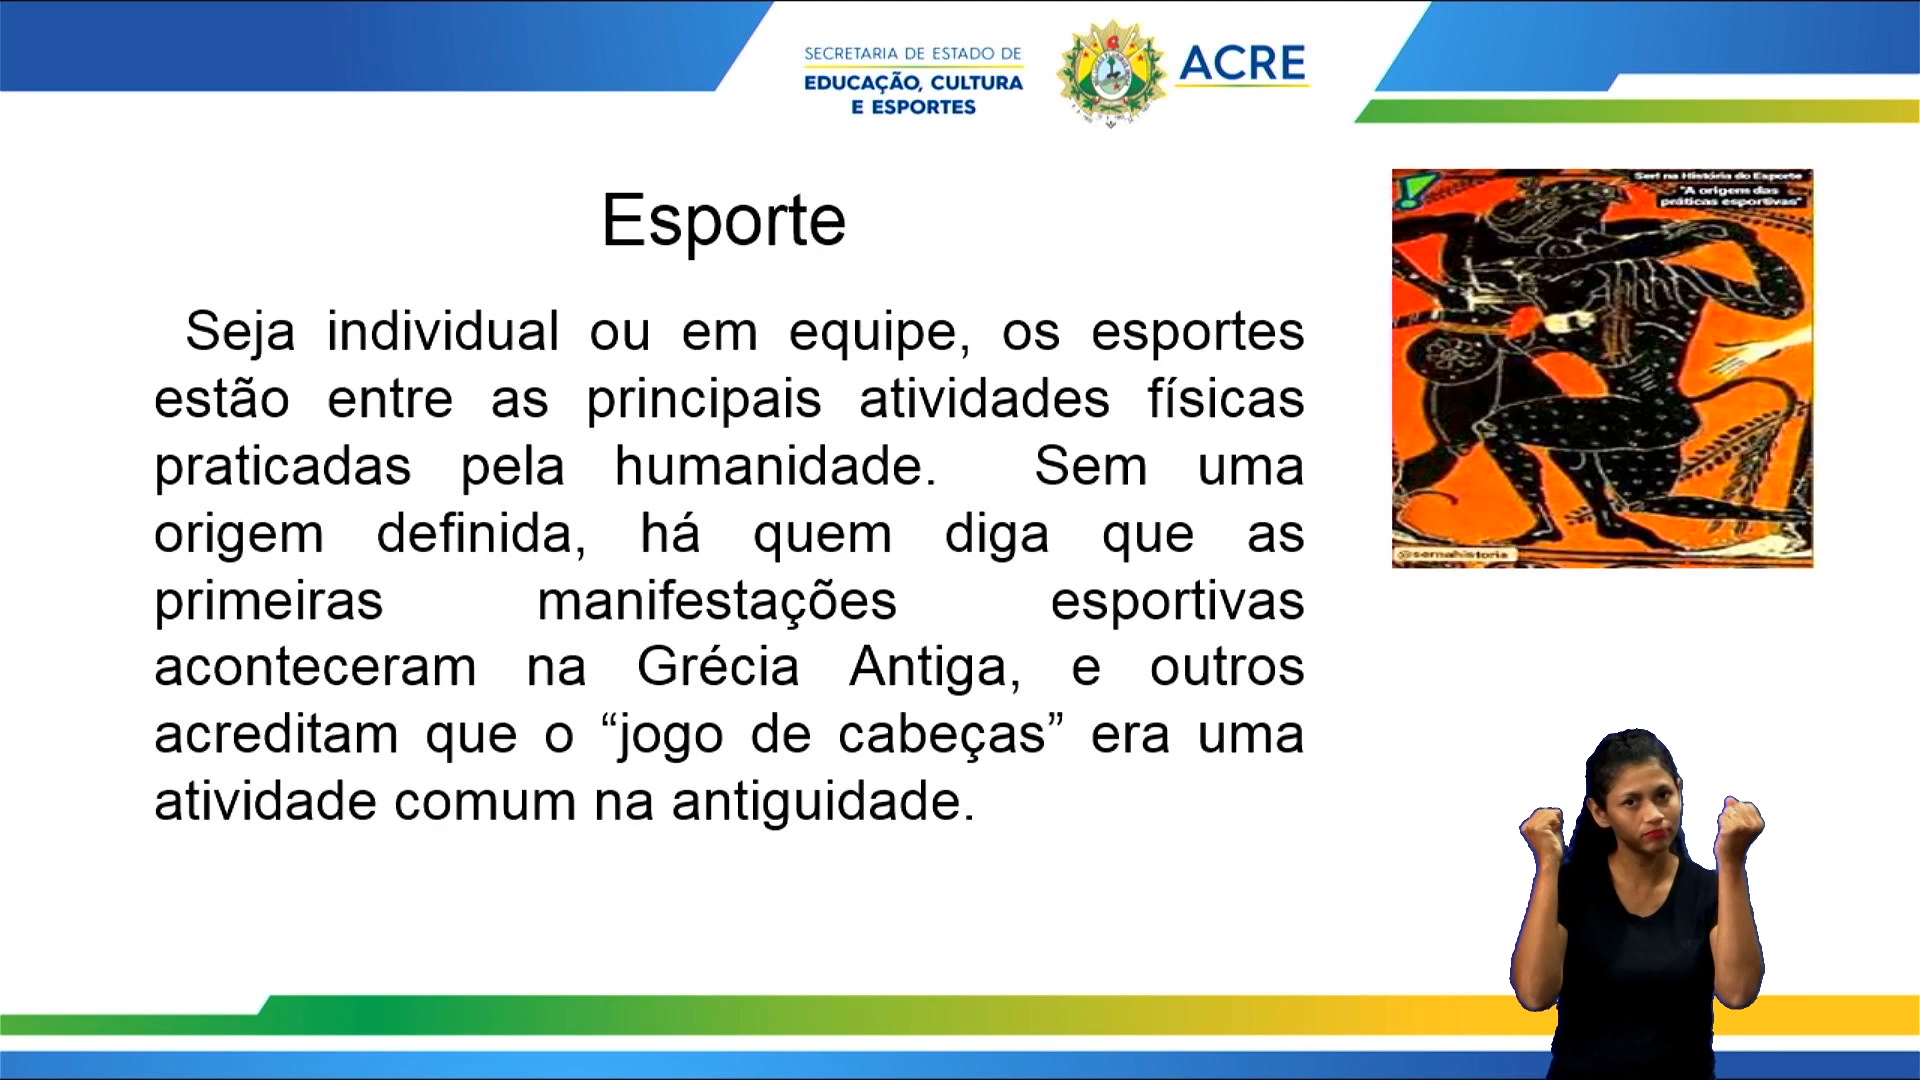 SECRETARIA DE ESTADO DE
EDUCAÇÃO, CULTURA
E ESPORTES
ACRE
Esporte
Seja individual ou em equipe, os esportes
estão entre as principais atividades físicas
praticadas pela humanidade. Sem uma
origem definida, há quem diga que as
primeiras manifestações esportivas
aconteceram na Grécia Antiga, e outros
acreditam que o “jogo de cabeças” era uma
atividade comum na antiguidade.
Ser! na História do Esporte
"A origem das
práticas esportivas"
@sernahistoria